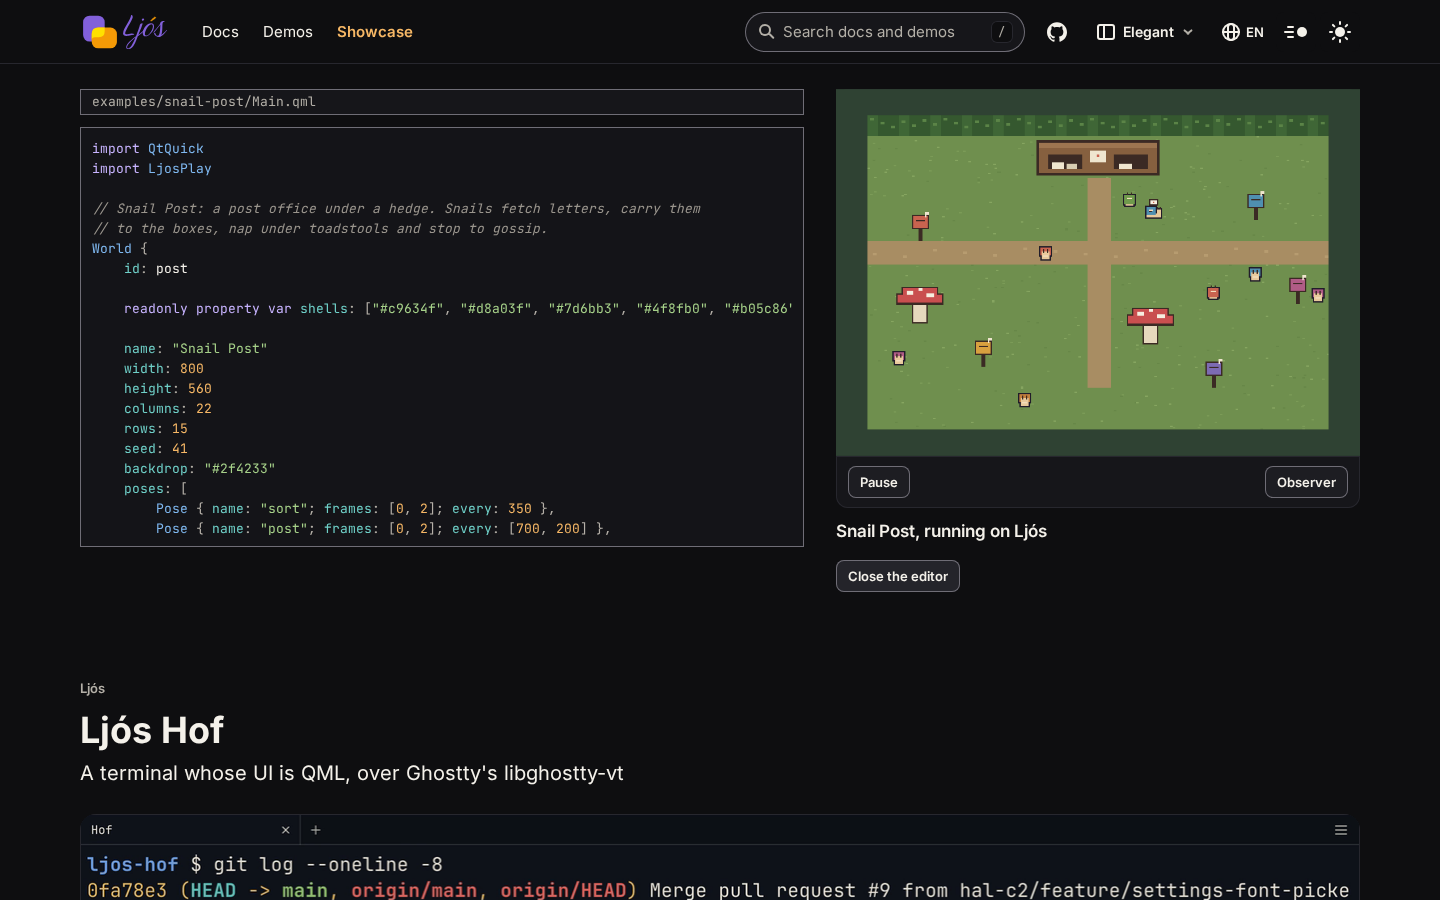 Ljós
Docs
Demos
Showcase
Search docs and demos
/
Elegant
EN
examples/snail-post/Main.qml
import QtQuick
import LjosPlay
// Snail Post: a post office under a hedge. Snails fetch letters, carry them
// to the boxes, nap under toadstools and stop to gossip.
World {
id: post
readonly property var shells: ["#c9634f", "#d8a03f", "#7d6bb3", "#4f8fb0", "#b05c86"
name: "Snail Post"
width: 800
height: 560
columns: 22
rows: 15
seed: 41
backdrop: "#2f4233"
poses: [
Pose { name: "sort"; frames: [0, 2]; every: 350 },
Pose { name: "post"; frames: [0, 2]; every: [700, 200] },
Pause
Observer
Snail Post, running on Ljós
Close the editor
Ljós
Ljós Hof
A terminal whose UI is QML, over Ghostty's libghostty-vt
Hof
ljos-hof $ git log --oneline -8
0fa78e3 (HEAD -> main, origin/main, origin/HEAD) Merge pull request #9 from hal-c2/feature/settings-font-picke